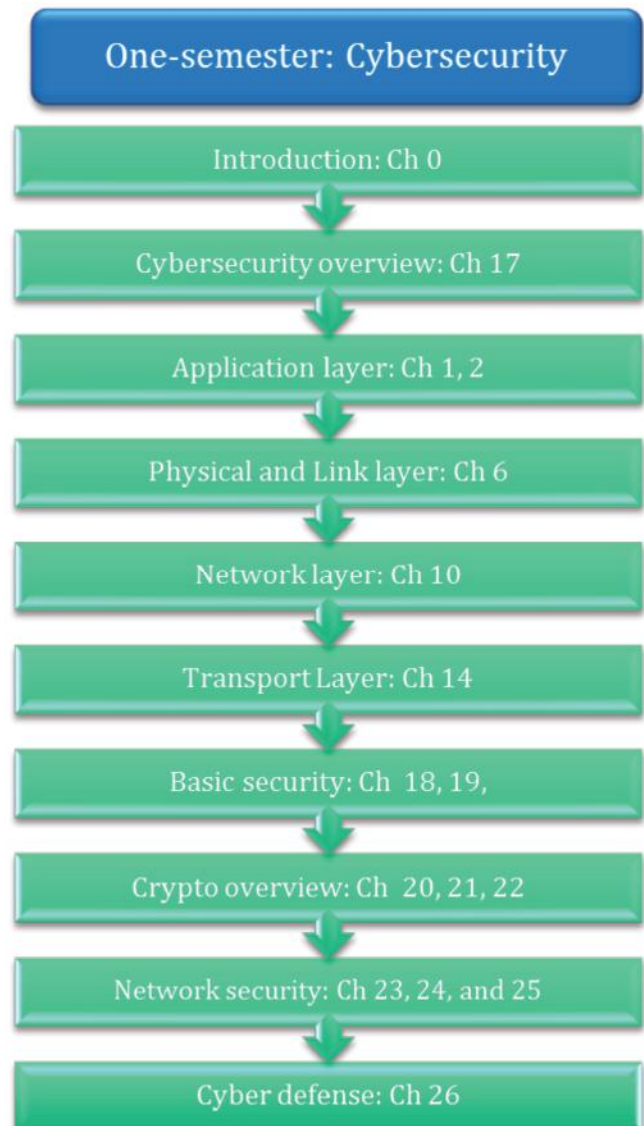 One-semester: Cybersecurity
Introduction: Ch 0
Cybersecurity overview: Ch 17
Application layer: Ch 1, 2
Physical and Link layer: Ch 6
Network layer: Ch 10
Transport Layer: Ch 14
Basic security: Ch  18, 19,
Crypto overview: Ch  20, 21, 22
Network security: Ch 23, 24, and 25
Cyber defense: Ch 26